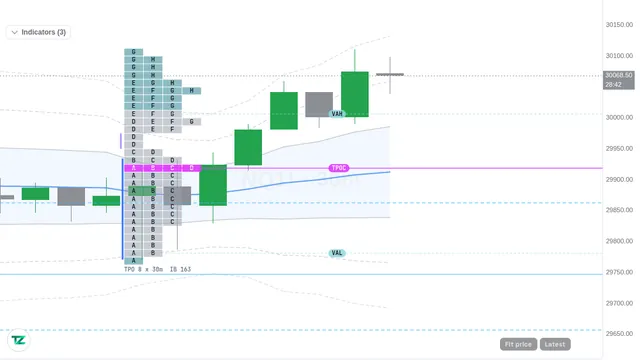 30150.00
Indicators (3)
G
G H
30100.00
G H
G H
30068.50
28:42
E G H
E F G H
E F G
E F G
E F G
VAH
30000.00
D E F G
D E F
D
D
29950.00
C D
B C D
A B C D
TPOC
29900.00
A B C
A B C
A B C
A B C
29850.00
A B C
A B C
A B C
A B
29800.00
A B
A B
A B
VAL
A
TPO 8 x 30m IB 163
29750.00
29700.00
29650.00
TZ
Fit price
Latest